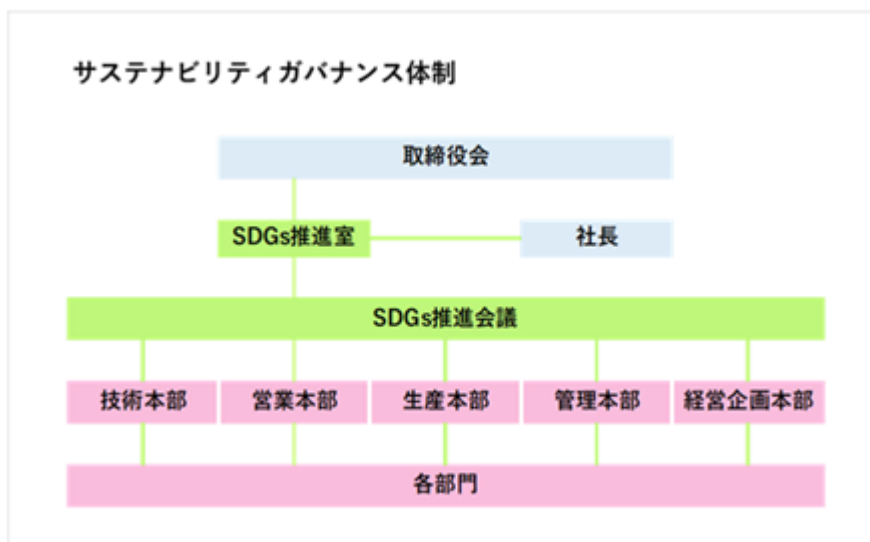 サステナビリティガバナンス体制
取締役会
SDGs推進室
社長
SDGs推進会議
技術本部
営業本部
生産本部
管理本部
経営企画本部
各部門